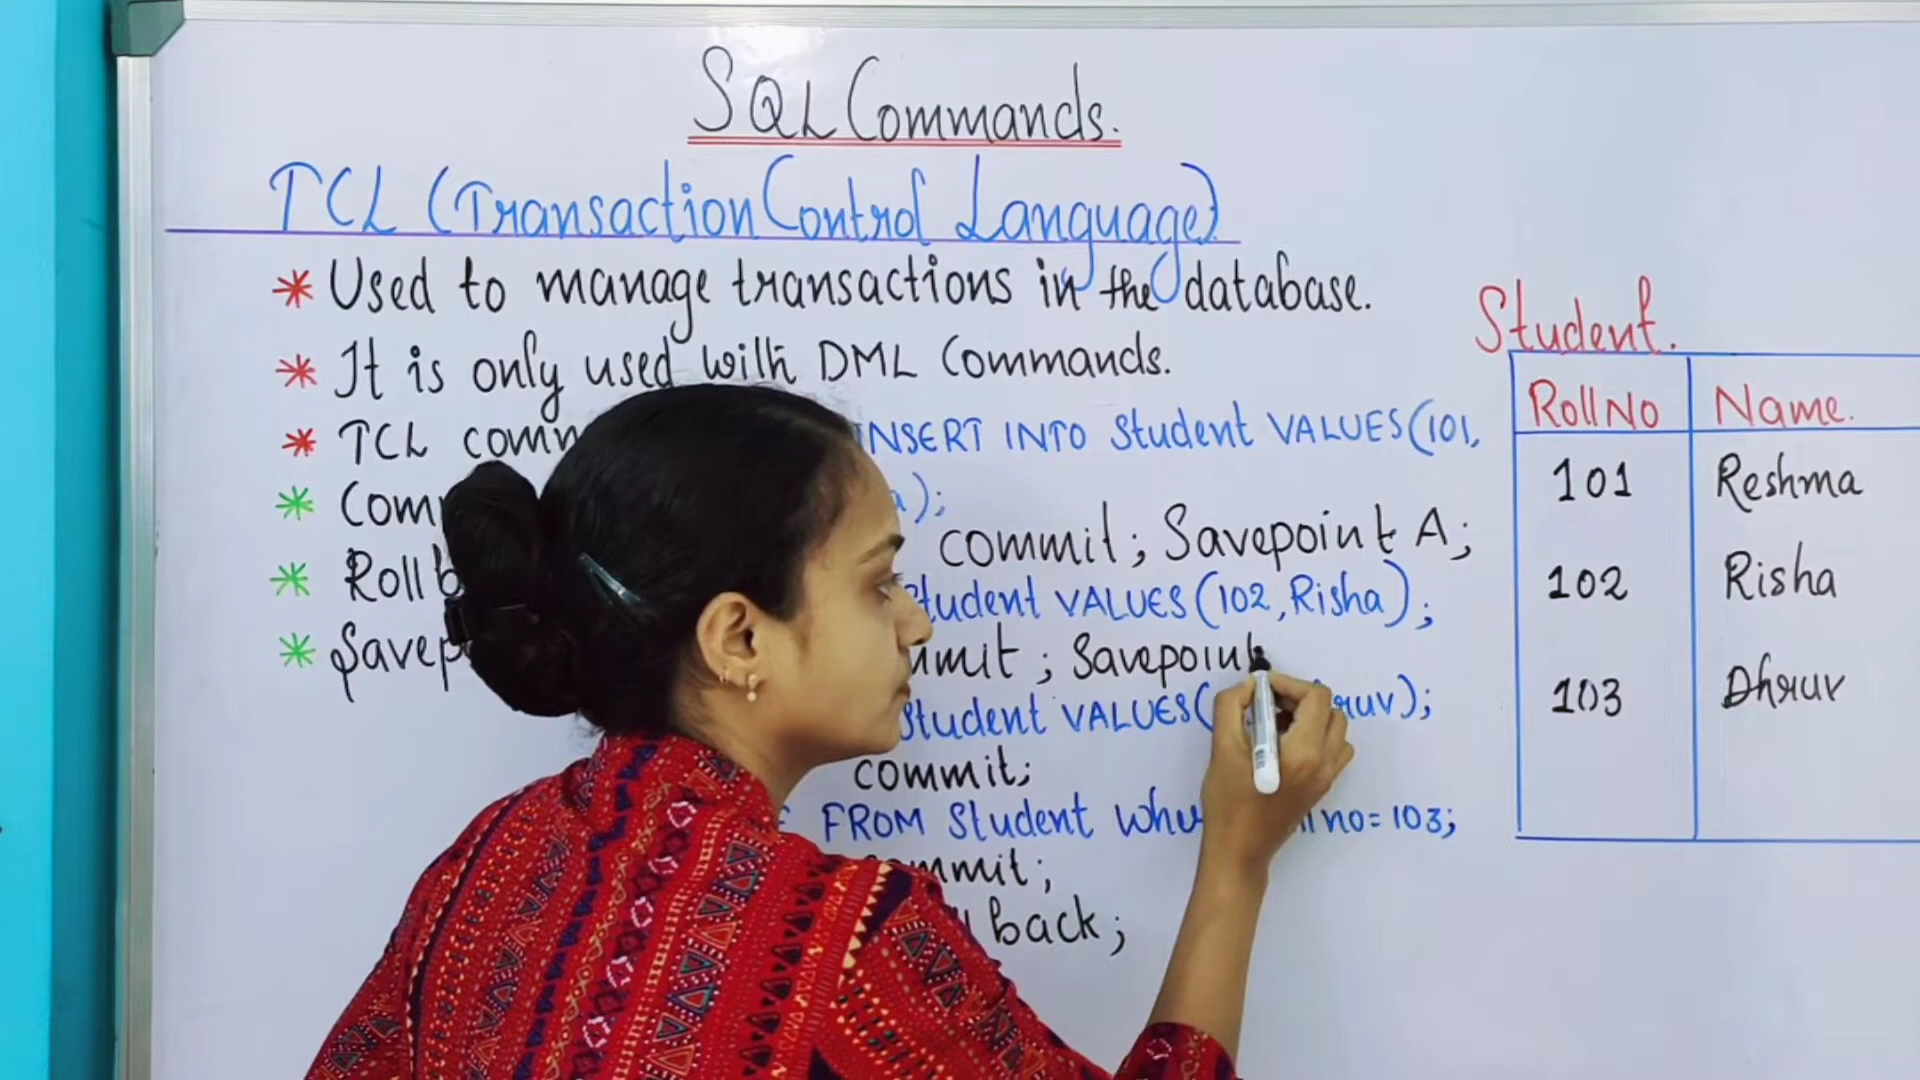 SQL Commands.
TCL (Transaction Control Language)
* Used to manage transactions in the database.
* It is only used with DML Commands.
* TCL comm
INSERT INTO Student VALUES(101,
* Com
a);
commit; Savepoint A;
* Roll b
Student VALUES(102, Risha);
* Savep
mmit; Savepoint
Student VALUES( ruv);
commit;
FROM Student Whe no=103;
mmit;
back;
Student.
RollNo Name.
101 Reshma
102 Risha
103 Dhruv